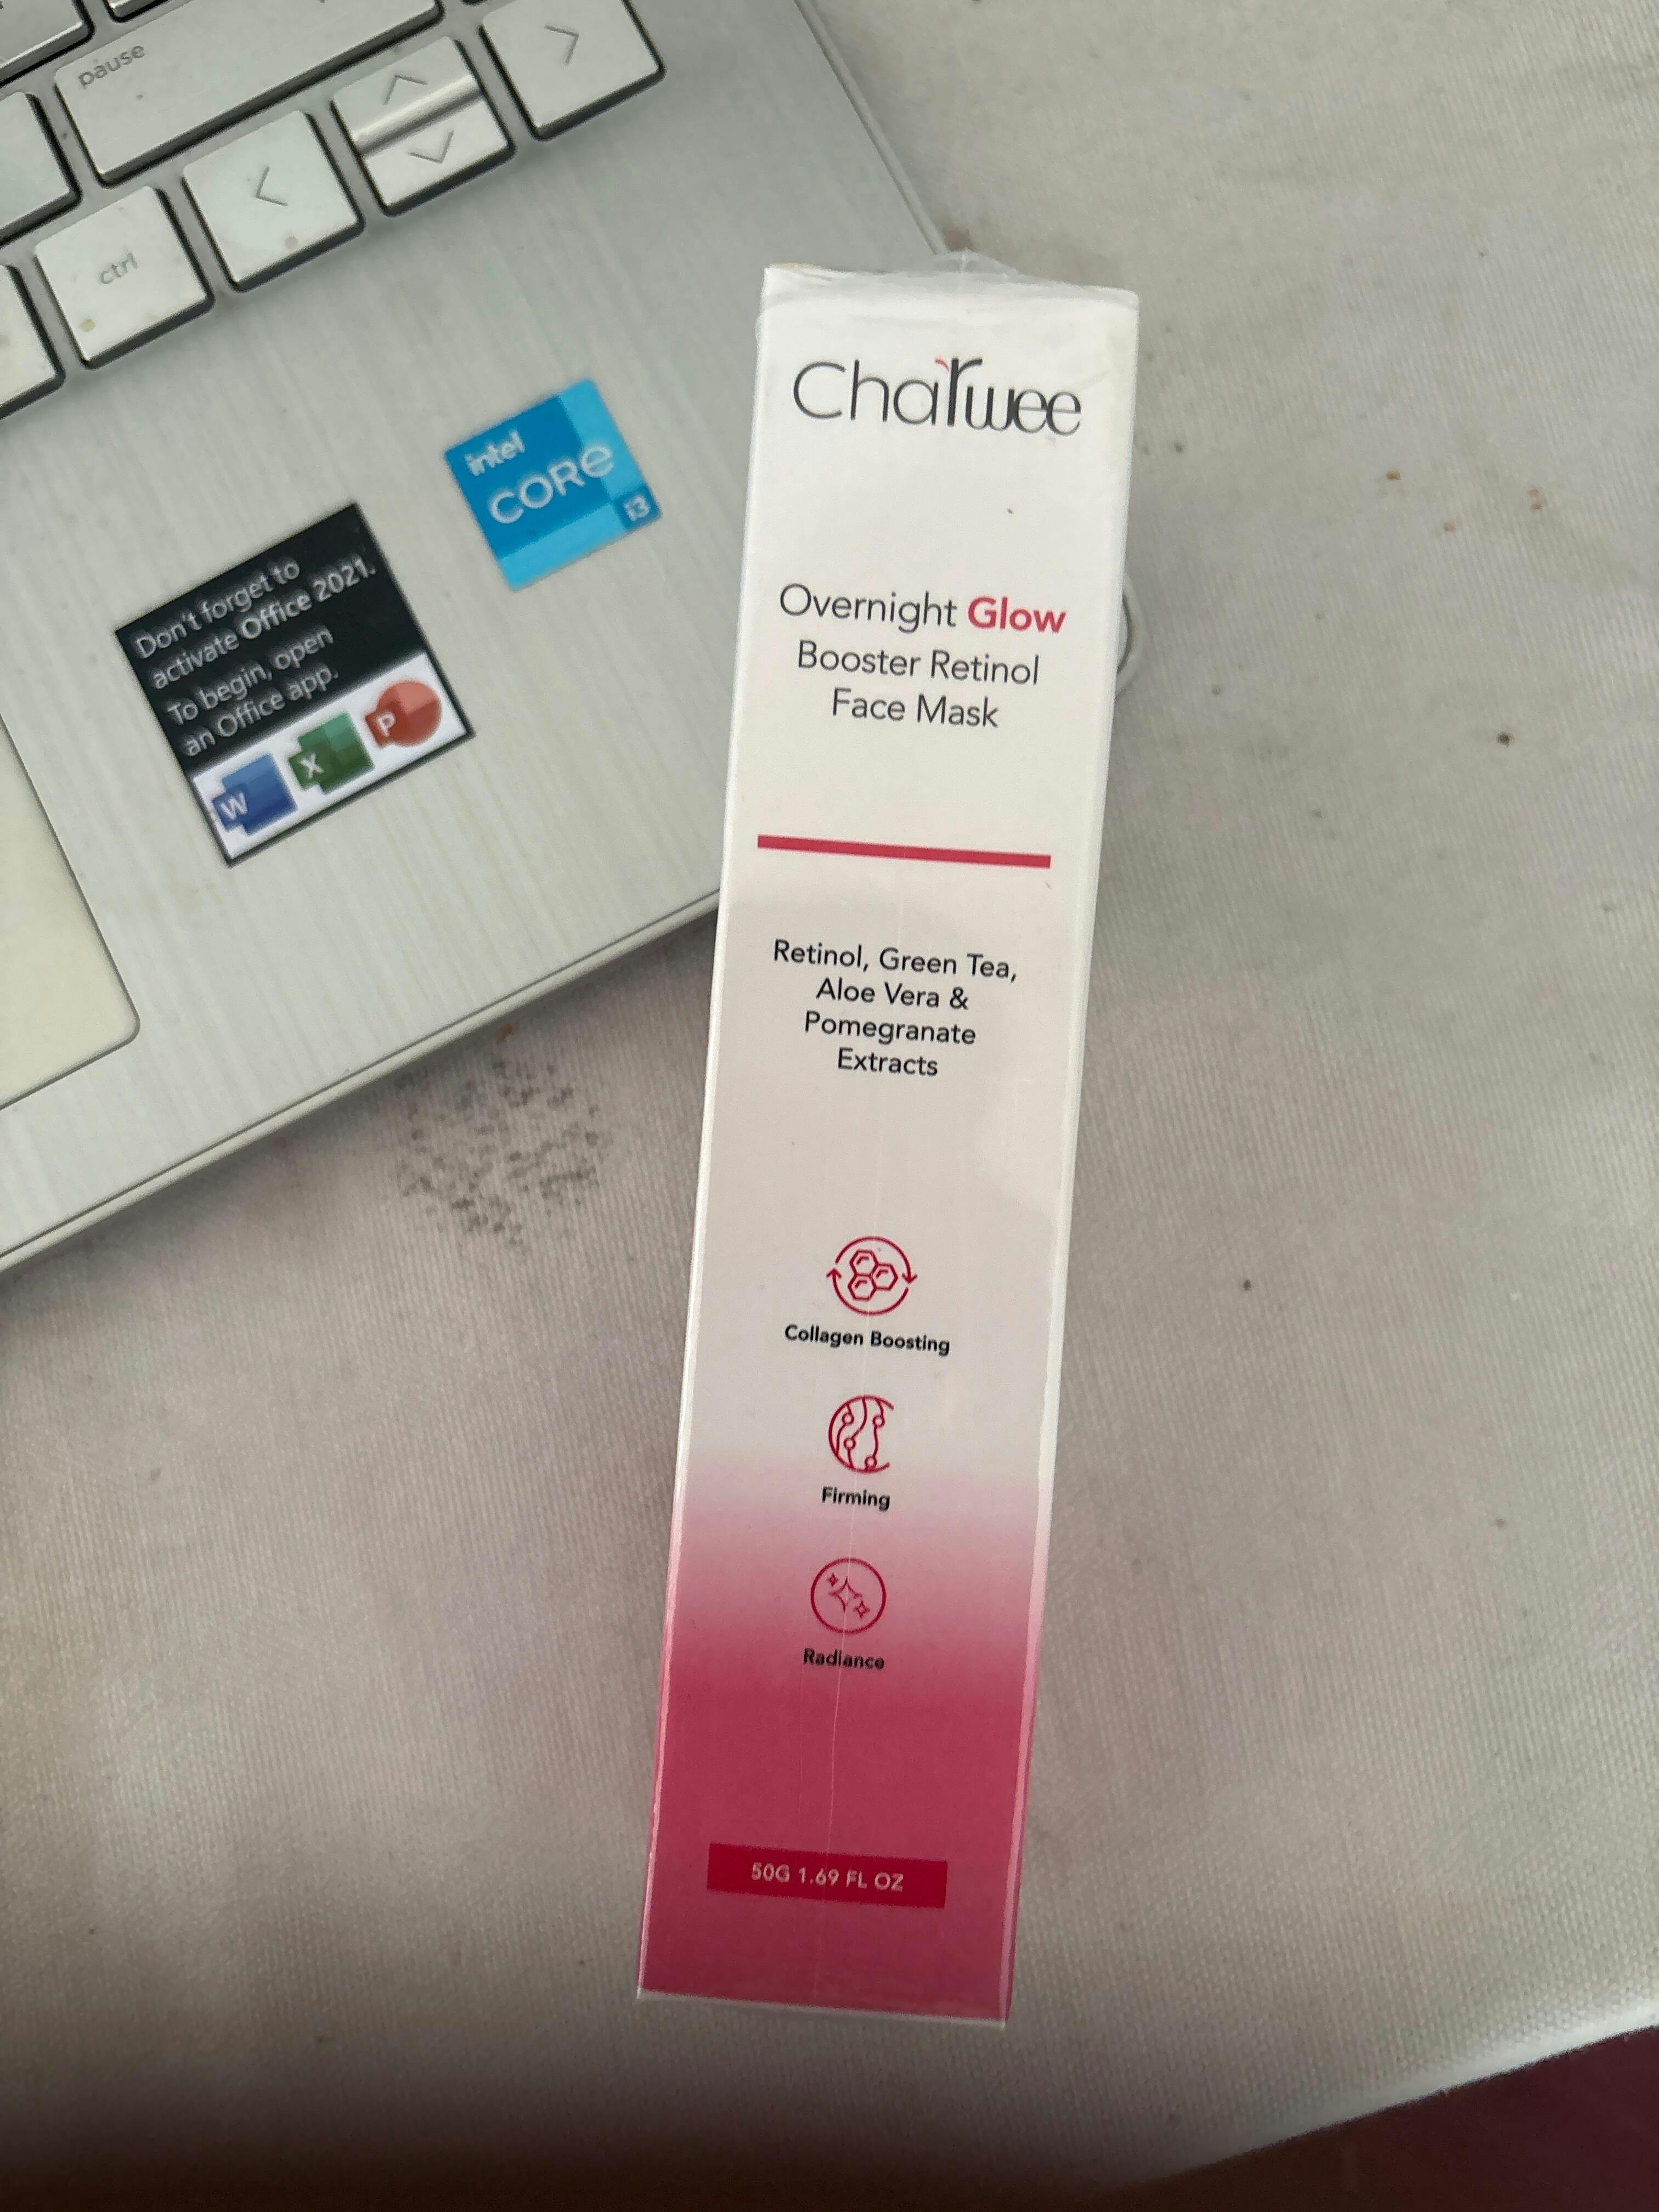 pause
ctrl
intel
CORe
i3
Don't forget to
activate Office 2021.
To begin, open
an Office app.
W X P
Charwee
Overnight Glow
Booster Retinol
Face Mask
Retinol, Green Tea,
Aloe Vera &
Pomegranate
Extracts
Collagen Boosting
Firming
Radiance
50G 1.69 FL OZ